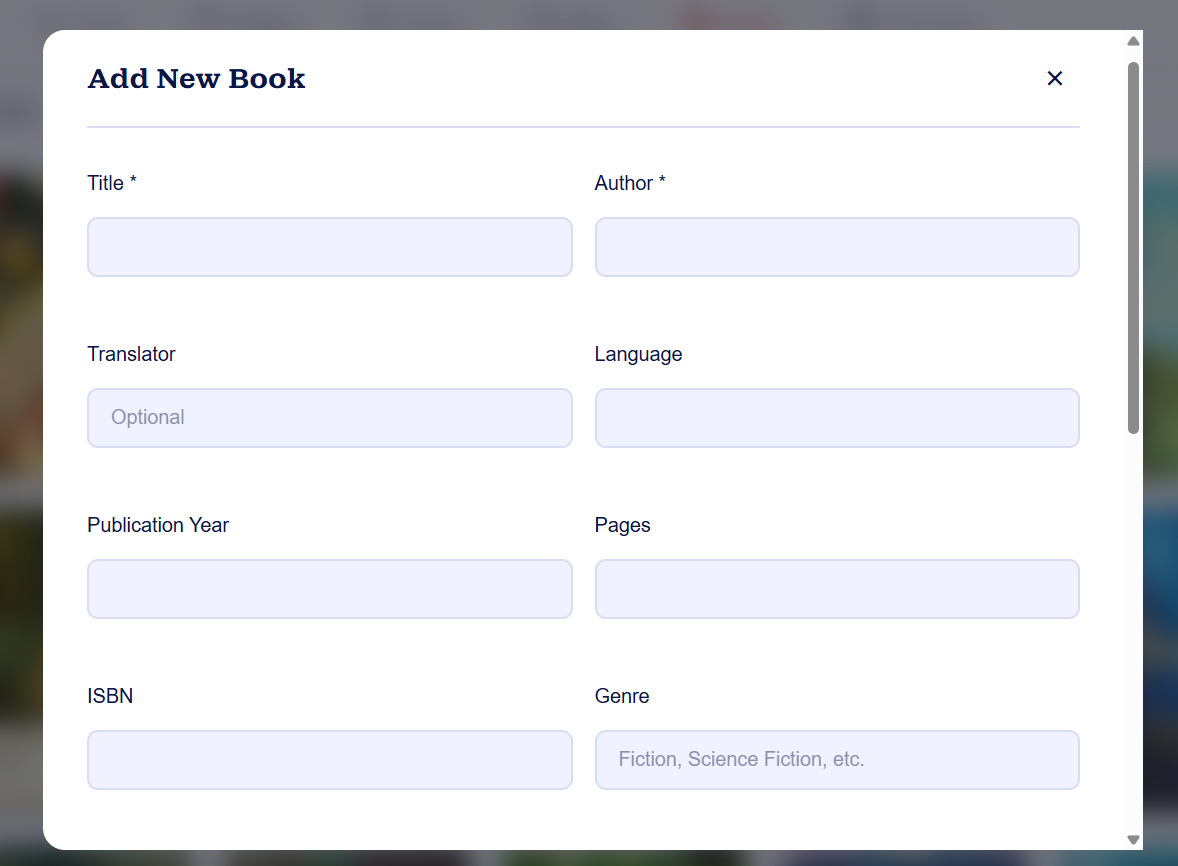 Add New Book
Title * Author *
Translator Language
Optional
Publication Year Pages
ISBN Genre
Fiction, Science Fiction, etc.